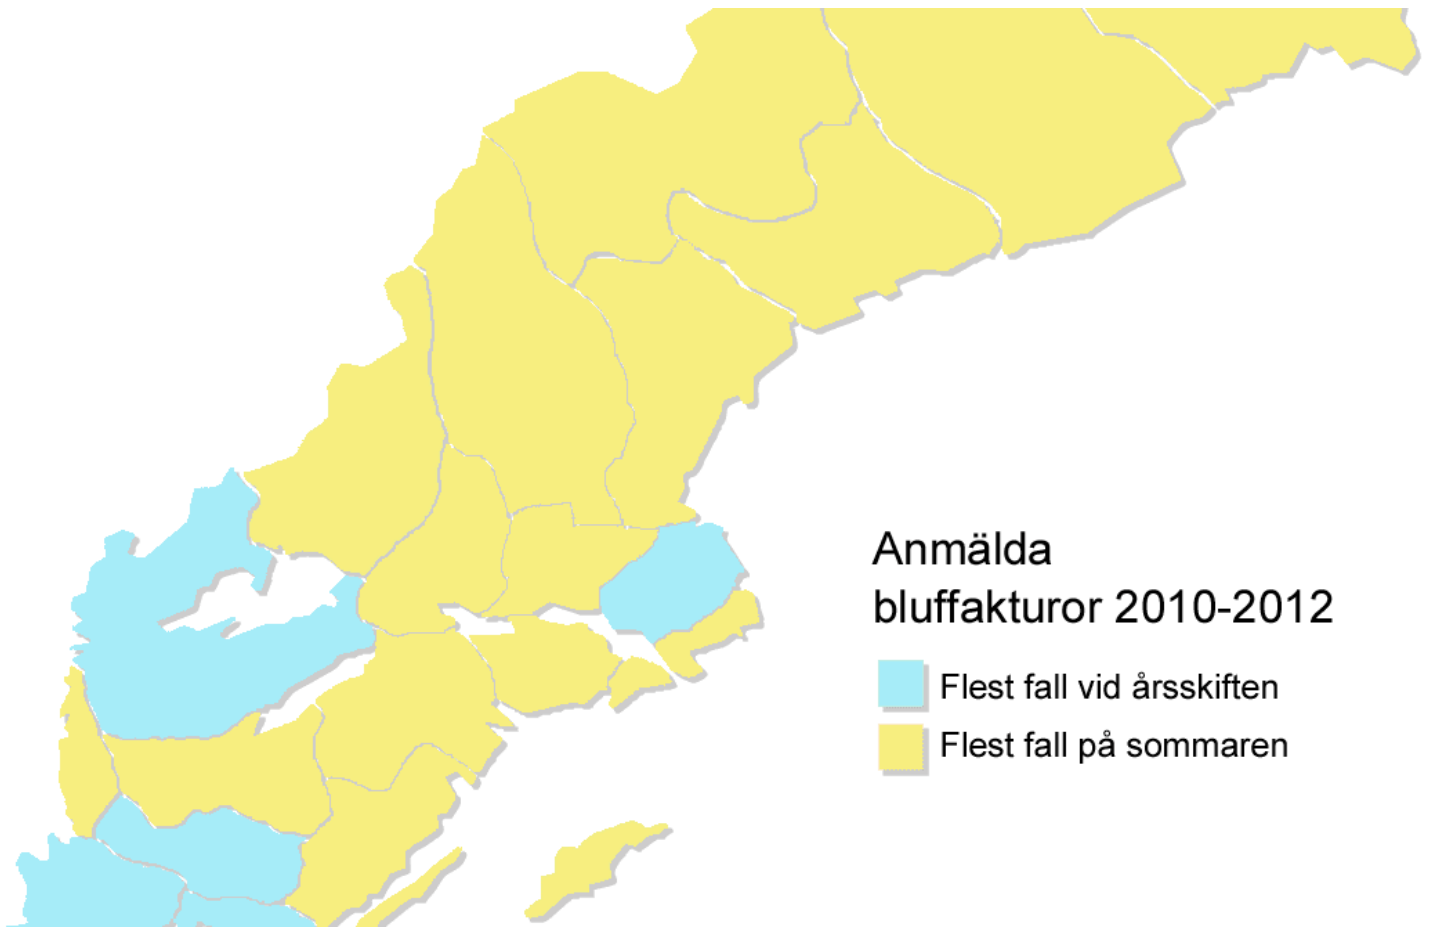 Anmälda
bluffakturor 2010-2012
Flest fall vid årsskiften
Flest fall på sommaren